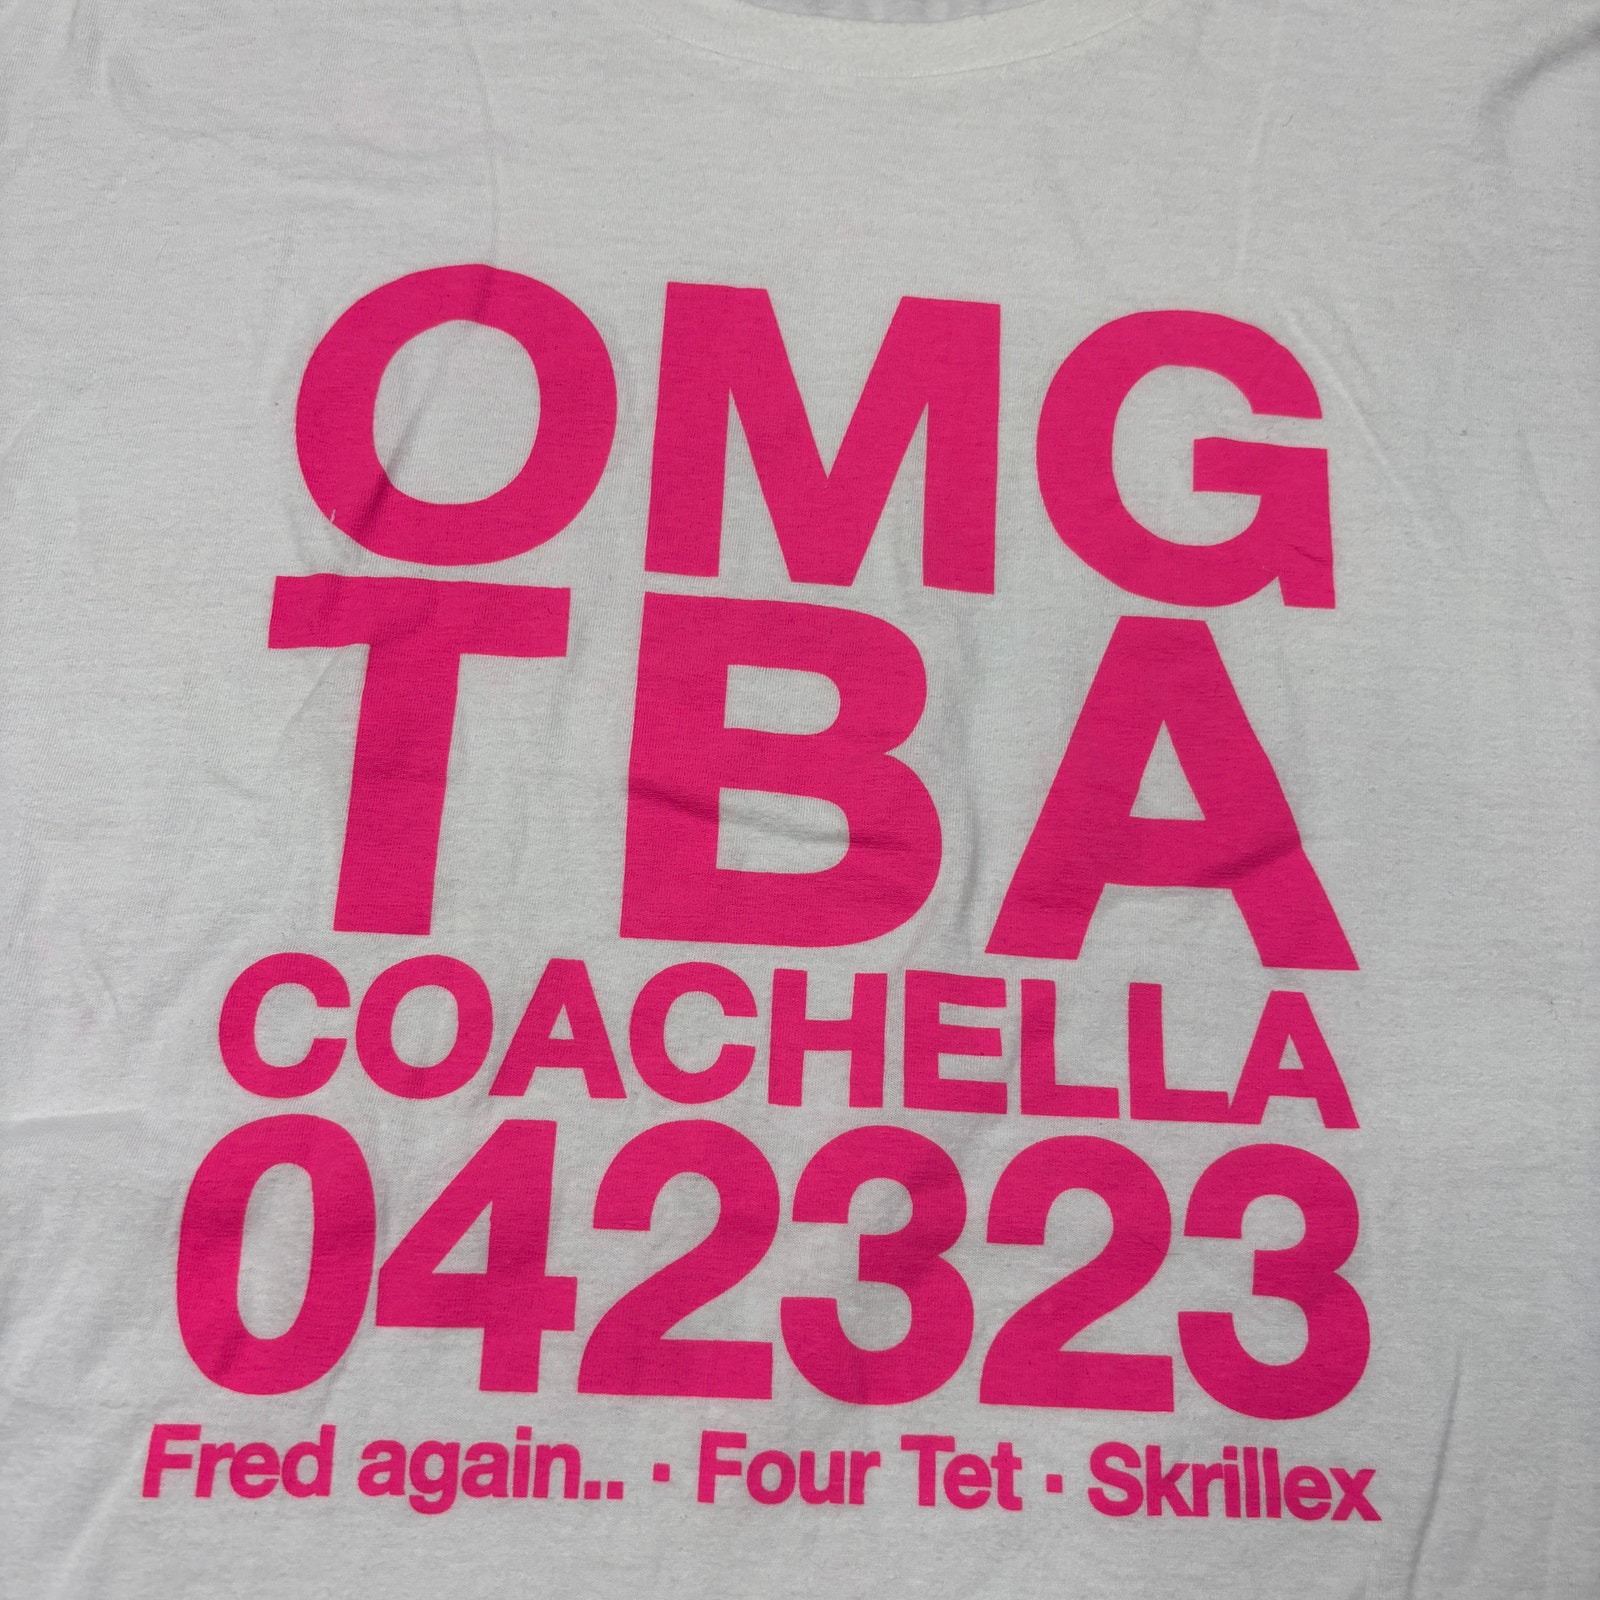 OMG
TBA
COACHELLA
042323
Fred again.. · Four Tet · Skrillex